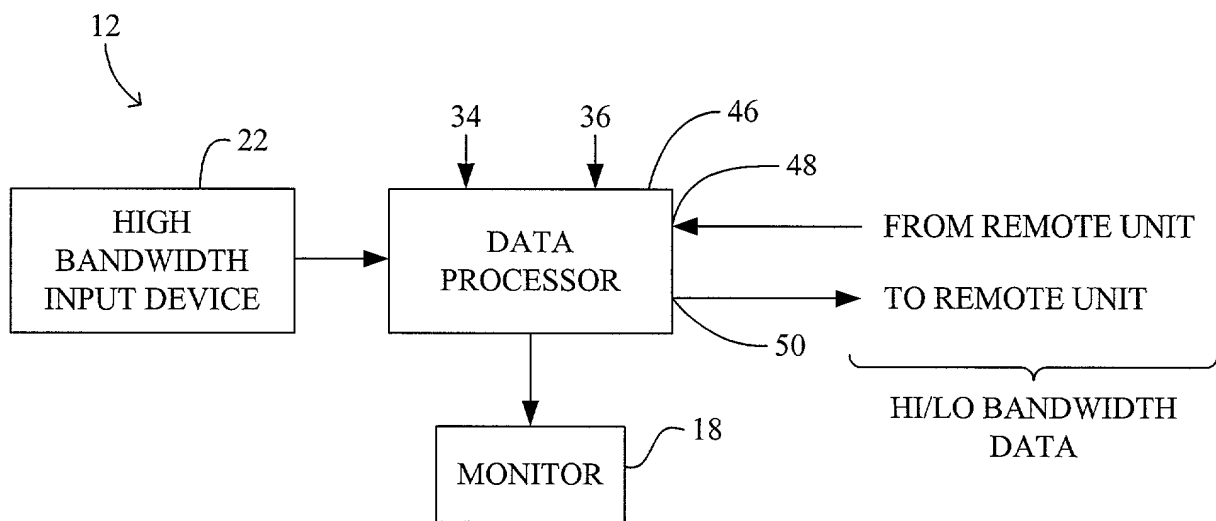 12
22
34
36
46
48
HIGH
BANDWIDTH
INPUT DEVICE
DATA
PROCESSOR
FROM REMOTE UNIT
TO REMOTE UNIT
50
HI/LO BANDWIDTH
DATA
18
MONITOR